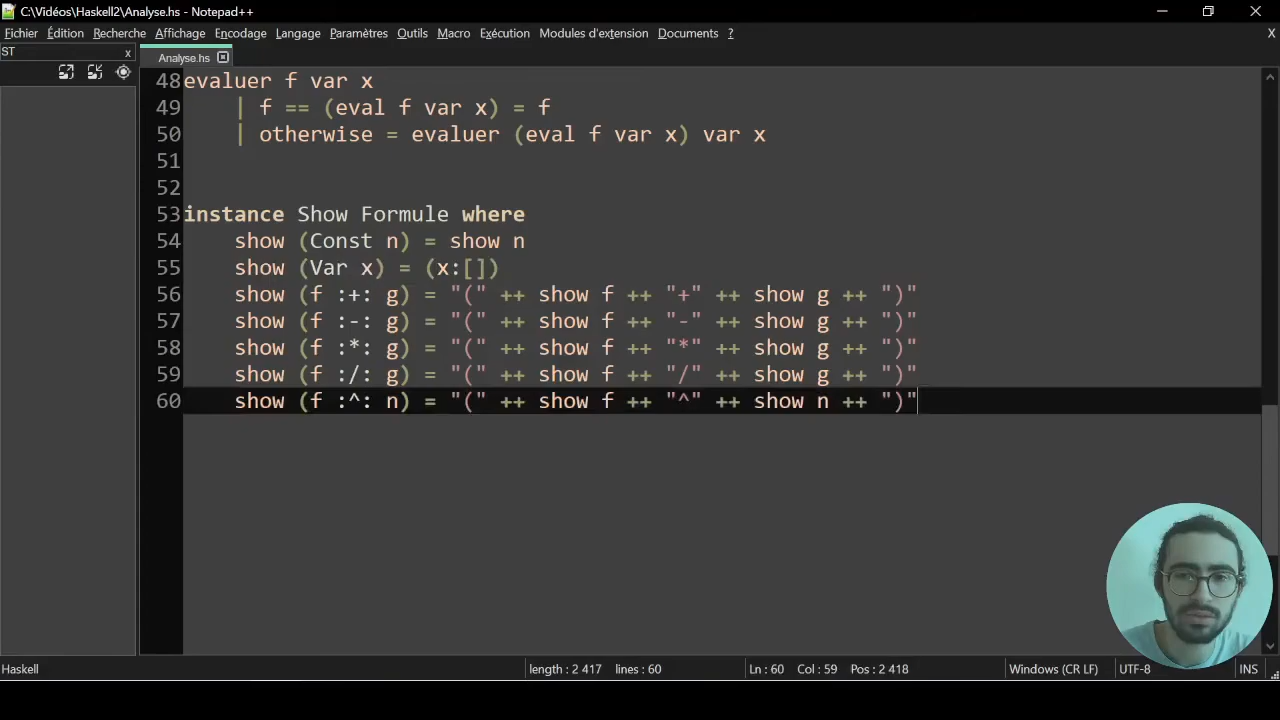 C:\Vidéos\Haskell2\Analyse.hs - Notepad++
Fichier Édition Recherche Affichage Encodage Langage Paramètres Outils Macro Exécution Modules d'extension Documents ? X
ST x
Analyse.hs
48 evaluer f var x
49     | f == (eval f var x) = f
50     | otherwise = evaluer (eval f var x) var x
51
52
53 instance Show Formule where
54     show (Const n) = show n
55     show (Var x) = (x:[])
56     show (f :+: g) = "(" ++ show f ++ "+" ++ show g ++ ")"
57     show (f :-: g) = "(" ++ show f ++ "-" ++ show g ++ ")"
58     show (f :*: g) = "(" ++ show f ++ "*" ++ show g ++ ")"
59     show (f :/: g) = "(" ++ show f ++ "/" ++ show g ++ ")"
60     show (f :^: n) = "(" ++ show f ++ "^" ++ show n ++ ")"
Haskell length : 2 417 lines : 60 Ln : 60 Col : 59 Pos : 2 418 Windows (CR LF) UTF-8 INS